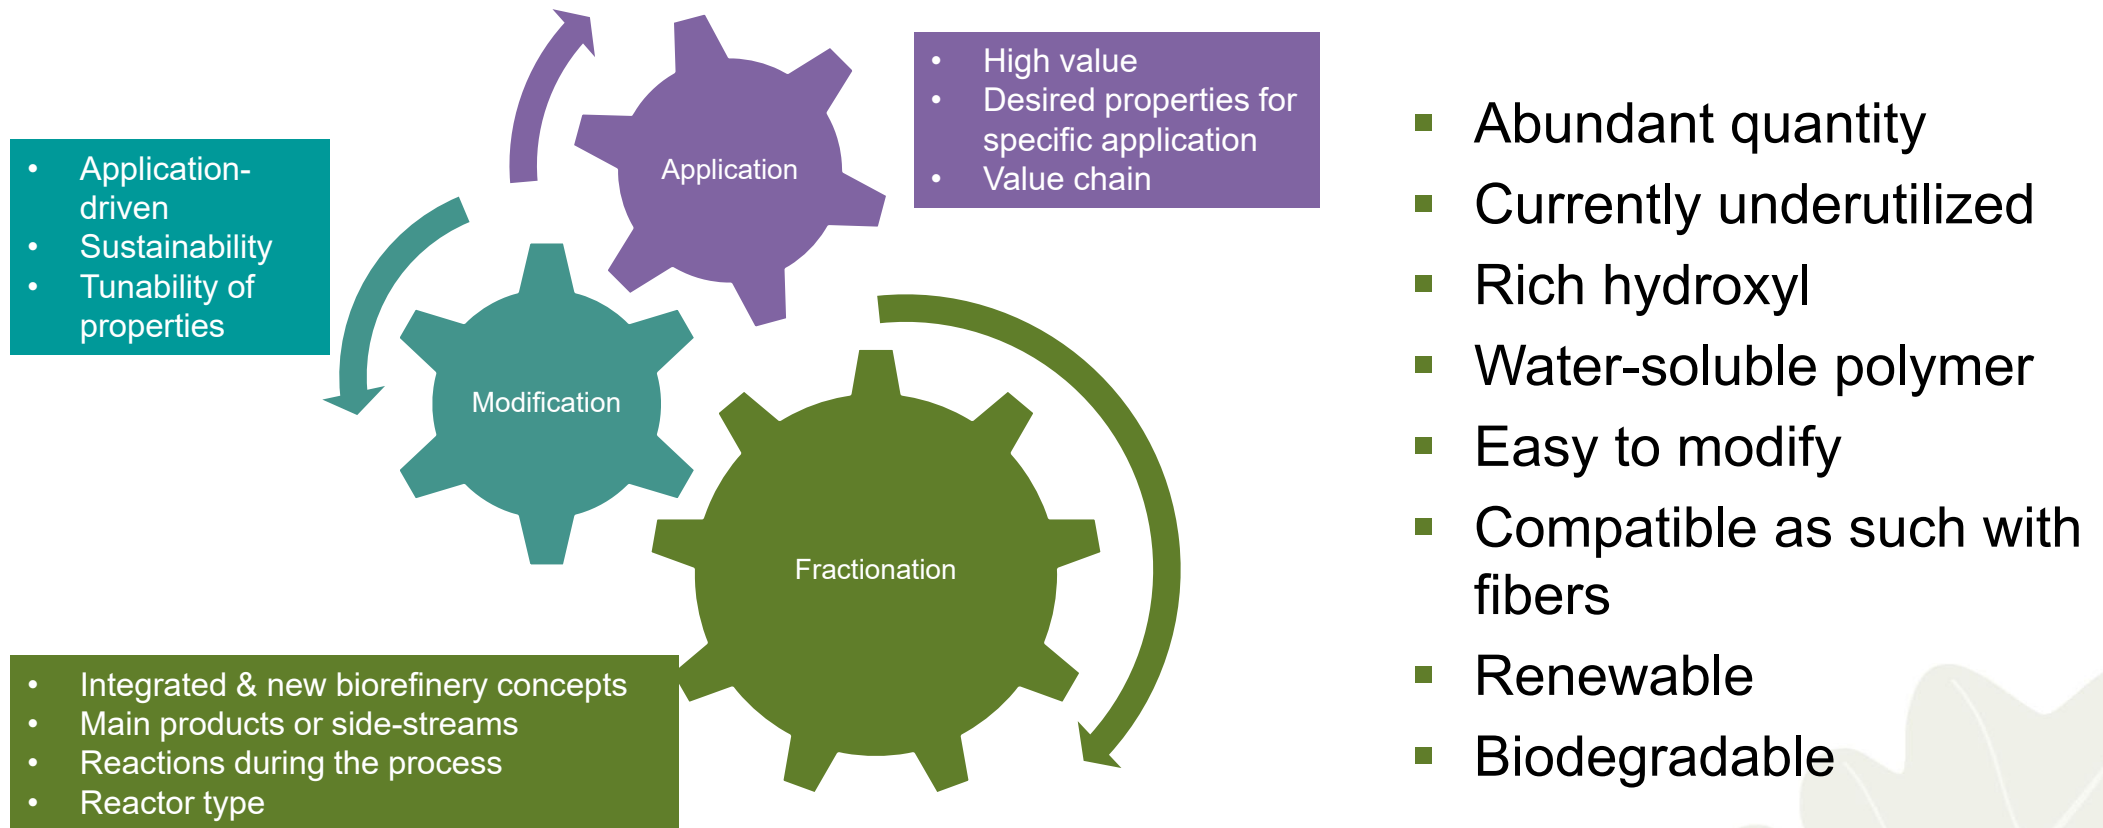 • High value
• Desired properties for
specific application
• Value chain
• Application-
driven
• Sustainability
• Tunability of
properties
Application
Modification
Fractionation
• Integrated & new biorefinery concepts
• Main products or side-streams
• Reactions during the process
• Reactor type
▪ Abundant quantity
▪ Currently underutilized
▪ Rich hydroxyl
▪ Water-soluble polymer
▪ Easy to modify
▪ Compatible as such with
fibers
▪ Renewable
▪ Biodegradable